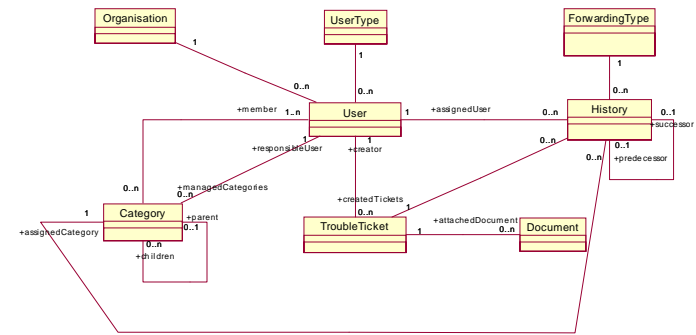 Organisation
UserType
ForwardingType
1
1
1
0..n
0..n
0..n
+member
1..n
User
1
+assignedUser
0..n
History
0..1
+successor
+responsibleUser
1
1
+creator
0..n
0..n
0..1
+predecessor
0..n
+managedCategories
0..n
+createdTickets
1
0..n
1
Category
+parent
0..1
+assignedCategory
0..n
+children
TroubleTicket
1
+attachedDocument
0..n
Document